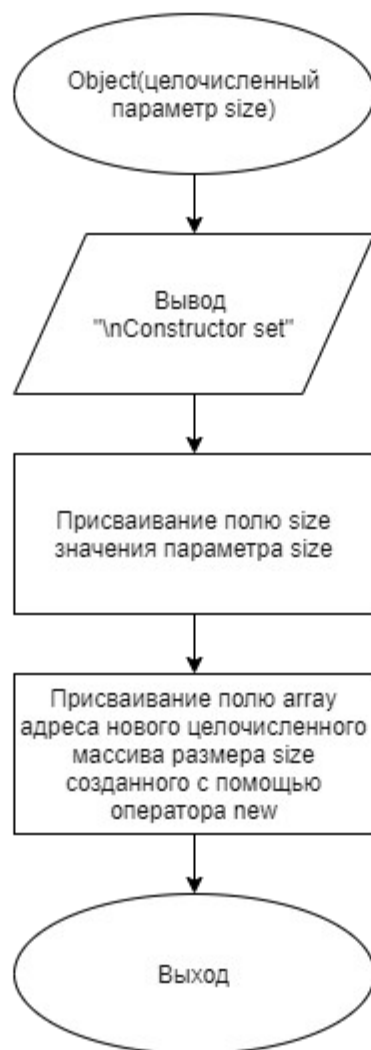 Object(целочисленный
параметр size)
Вывод
"\nConstructor set"
Присваивание полю size
значения параметра size
Присваивание полю array
адреса нового целочисленного
массива размера size
созданного с помощью
оператора new
Выход